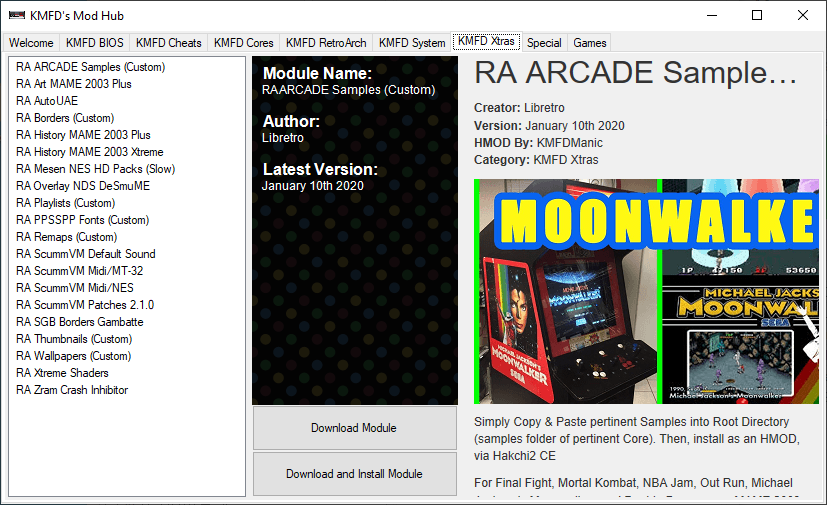 KMFD's Mod Hub
Welcome
KMFD BIOS
KMFD Cheats
KMFD Cores
KMFD RetroArch
KMFD System
KMFD Xtras
Special
Games
RA ARCADE Samples (Custom)
RA Art MAME 2003 Plus
RA AutoUAE
RA Borders (Custom)
RA History MAME 2003 Plus
RA History MAME 2003 Xtreme
RA Mesen NES HD Packs (Slow)
RA Overlay NDS DeSmuME
RA Playlists (Custom)
RA PPSSPP Fonts (Custom)
RA Remaps (Custom)
RA ScummVM Default Sound
RA ScummVM Midi/MT-32
RA ScummVM Midi/NES
RA ScummVM Patches 2.1.0
RA SGB Borders Gambatte
RA Thumbnails (Custom)
RA Wallpapers (Custom)
RA Xtreme Shaders
RA Zram Crash Inhibitor
Module Name:
RAARCADE Samples (Custom)
Author:
Libretro
Latest Version:
January 10th 2020
Download Module
Download and Install Module
RA ARCADE Sample…
Creator: Libretro
Version: January 10th 2020
HMOD By: KMFDManic
Category: KMFD Xtras
MOONWALKE
1P 47150 2P 53650
MICHAEL JACKS
MOONWAL
SEGA
MOONWALKER
MICHAEL JACKSON'S
MOONWALKER
SEGA
1990, Sega
Michael Jackson's Moonwalker
Simply Copy & Paste pertinent Samples into Root Directory
(samples folder of pertinent Core). Then, install as an HMOD,
via Hakchi2 CE
For Final Fight, Mortal Kombat, NBA Jam, Out Run, Michael